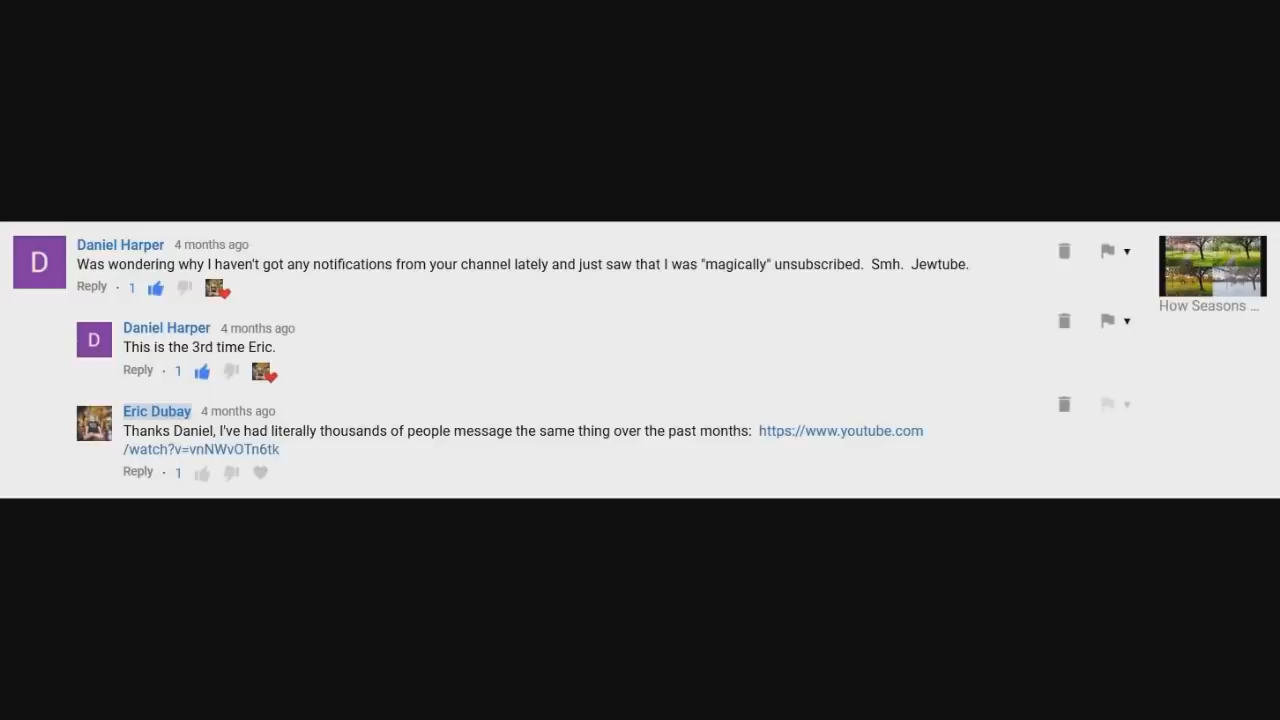 D
Daniel Harper 4 months ago
Was wondering why I haven't got any notifications from your channel lately and just saw that I was "magically" unsubscribed. Smh. Jewtube.
Reply · 1
How Seasons ...
D
Daniel Harper 4 months ago
This is the 3rd time Eric.
Reply · 1
Eric Dubay 4 months ago
Thanks Daniel, I've had literally thousands of people message the same thing over the past months: https://www.youtube.com
/watch?v=vnNWvOTn6tk
Reply · 1